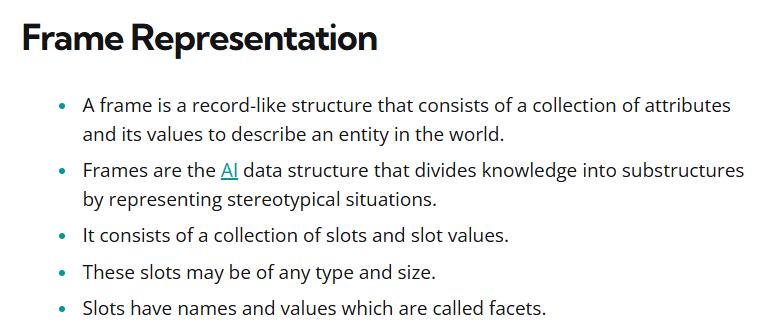 Frame Representation
A frame is a record-like structure that consists of a collection of attributes
and its values to describe an entity in the world.
Frames are the AI data structure that divides knowledge into substructures
by representing stereotypical situations.
It consists of a collection of slots and slot values.
These slots may be of any type and size.
Slots have names and values which are called facets.